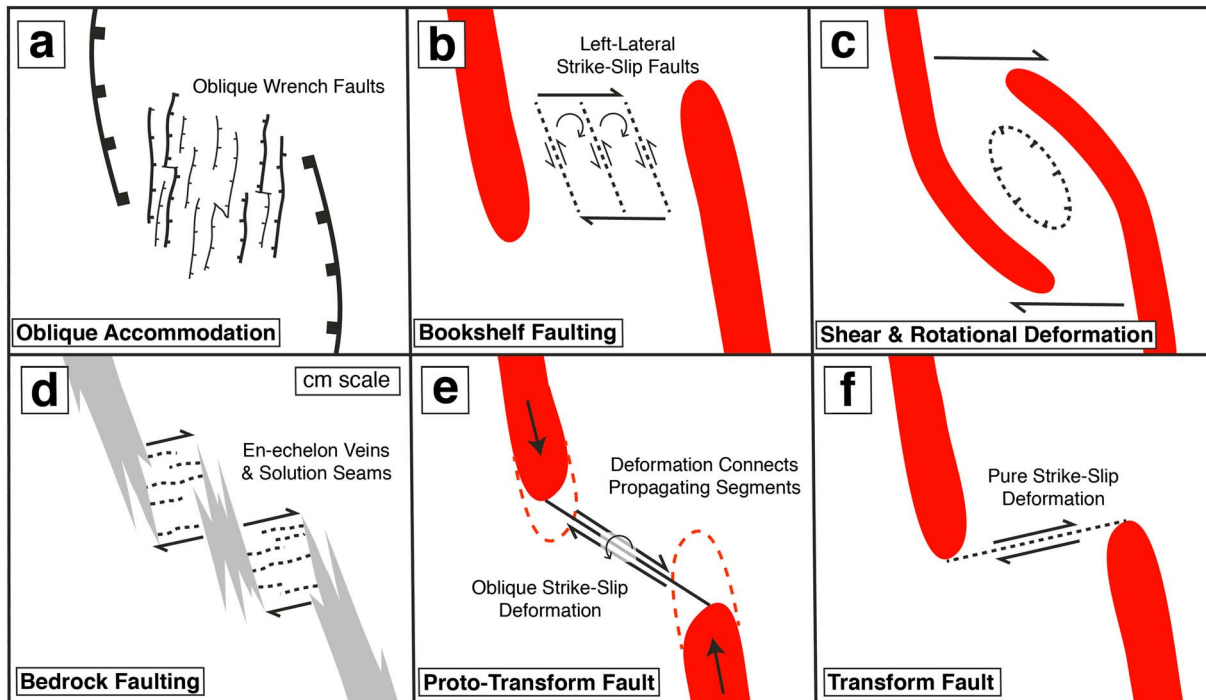 a
Oblique Wrench Faults
Oblique Accommodation
b
Left-Lateral
Strike-Slip Faults
Bookshelf Faulting
c
Shear & Rotational Deformation
d
cm scale
En-echelon Veins
& Solution Seams
Bedrock Faulting
e
Deformation Connects
Propagating Segments
Oblique Strike-Slip
Deformation
Proto-Transform Fault
f
Pure Strike-Slip
Deformation
Transform Fault